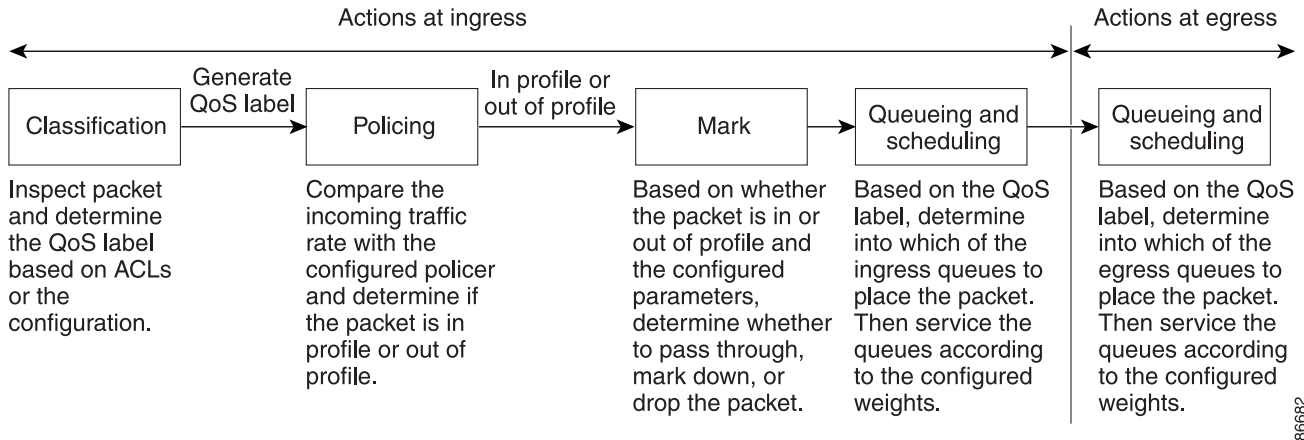 Actions at ingress
Actions at egress
Generate
QoS label
In profile or
out of profile
Classification
Policing
Mark
Queueing and
scheduling
Queueing and
scheduling
Inspect packet
and determine
the QoS label
based on ACLs
or the
configuration.
Compare the
incoming traffic
rate with the
configured policer
and determine if
the packet is in
profile or out of
profile.
Based on whether
the packet is in or
out of profile and
the configured
parameters,
determine whether
to pass through,
mark down, or
drop the packet.
Based on the QoS
label, determine
into which of the
ingress queues to
place the packet.
Then service the
queues according
to the configured
weights.
Based on the QoS
label, determine
into which of the
egress queues to
place the packet.
Then service the
queues according
to the configured
weights.
86682